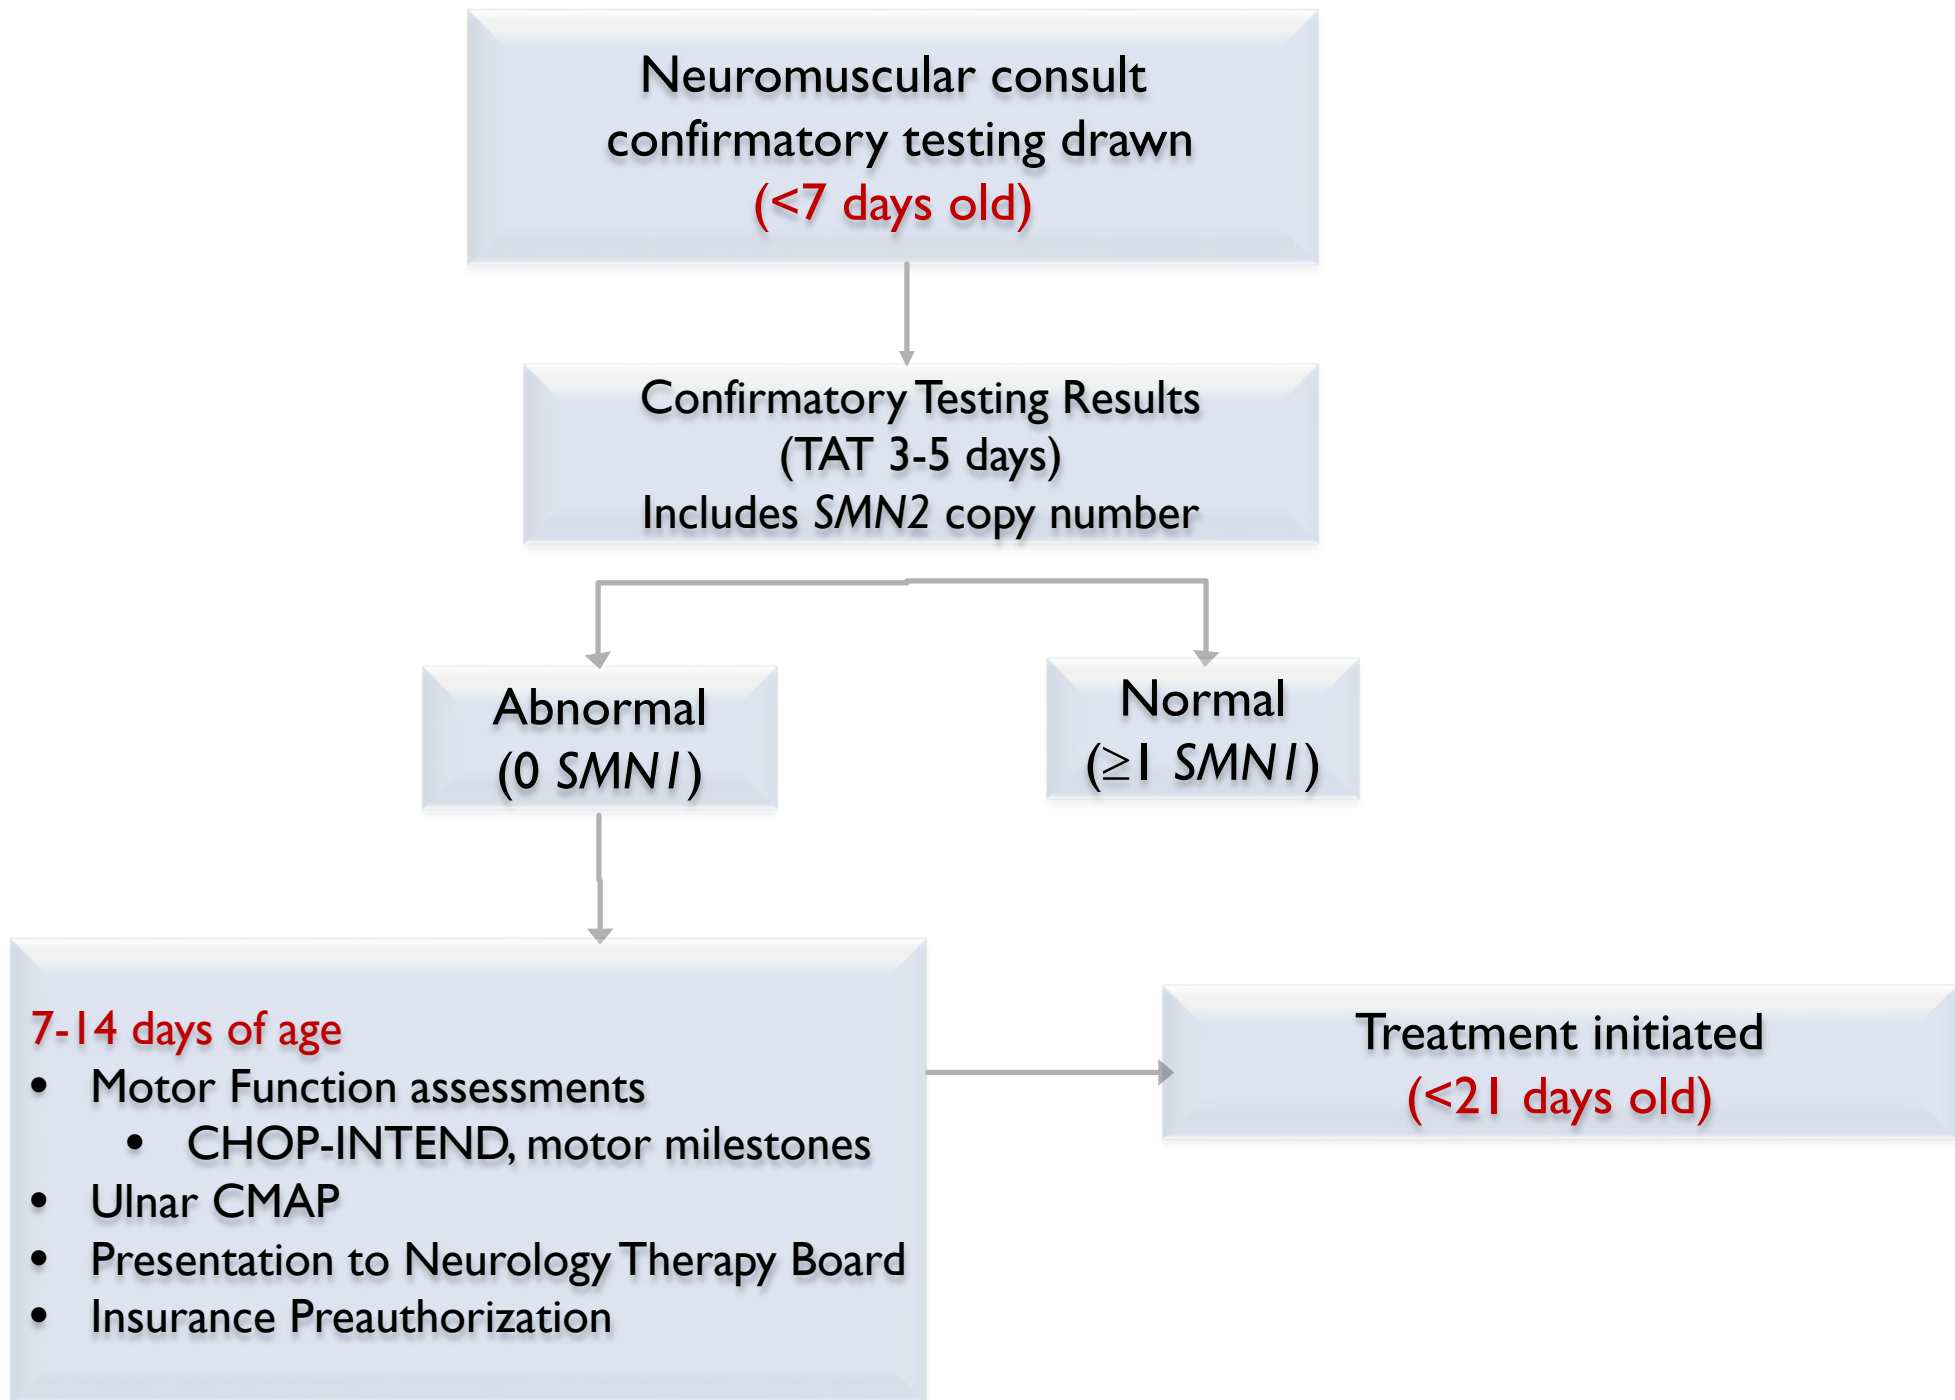 Neuromuscular consult
confirmatory testing drawn
(<7 days old)
Confirmatory Testing Results
(TAT 3-5 days)
Includes SMN2 copy number
Abnormal
(0 SMN1)
Normal
(≥1 SMN1)
7-14 days of age
• Motor Function assessments
• CHOP-INTEND, motor milestones
• Ulnar CMAP
• Presentation to Neurology Therapy Board
• Insurance Preauthorization
Treatment initiated
(<21 days old)